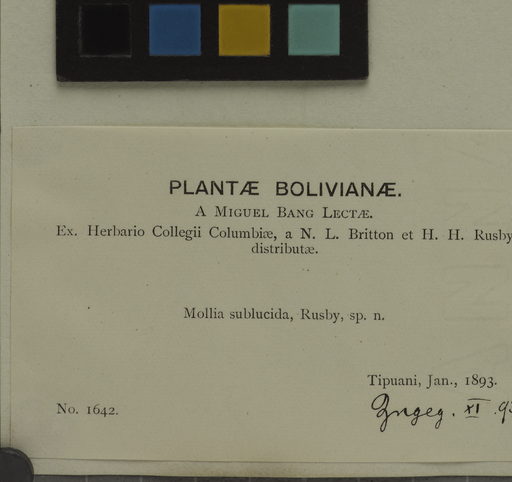 PLANTÆ BOLIVIANÆ.
A Miguel Bang Lectæ.
Ex. Herbario Collegii Columbiæ, a N. L. Britton et H. H. Rusby
distributæ.
Mollia sublucida, Rusby, sp. n.
Tipuani, Jan., 1893.
No. 1642.
XI